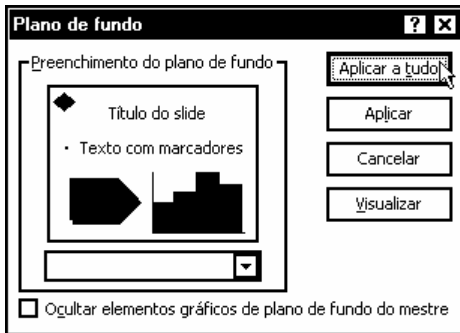 Plano de fundo
Preenchimento do plano de fundo
Título do slide
· Texto com marcadores
Aplicar a tudo
Aplicar
Cancelar
Visualizar
Ocultar elementos gráficos de plano de fundo do mestre